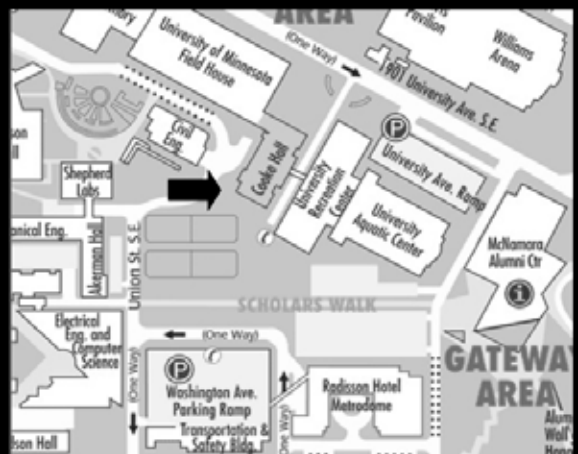 AREA
Pavilion
Williams
Arena
University of Minnesota
Field House
(One Way)
901 University Ave. S.E.
Civil
Eng.
P
Cooke Hall
University Ave. Ramp
University
Recreation
Center
University
Aquatic Center
Shepherd
Labs
Akerman Hall
Union St. S.E.
McNamara
Alumni Ctr
i
SCHOLARS WALK
(One Way)
Electrical
Eng. and
Computer
Science
(One Way)
P
Washington Ave.
Parking Ramp
Transportation &
Safety Bldg.
Radisson Hotel
Metrodome
GATEWAY
AREA